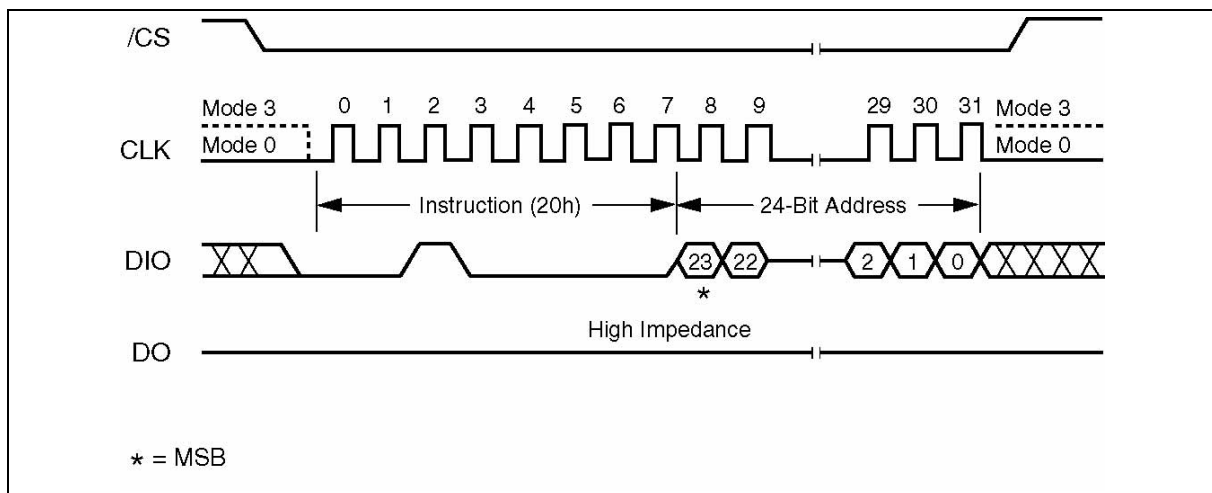 /CS
Mode 3
0 1 2 3 4 5 6 7 8 9 29 30 31
Mode 3
CLK
Mode 0
Mode 0
Instruction (20h)
24-Bit Address
DIO
23 22 2 1 0
*
High Impedance
DO
* = MSB